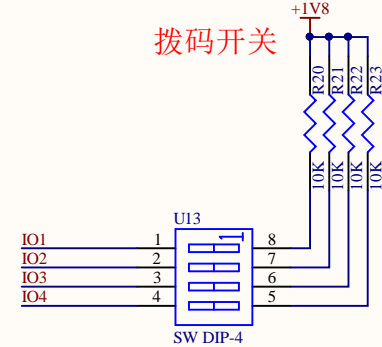 +1V8
拨码开关
R20
R21
R22
R23
10K
10K
10K
10K
U13
IO1 1 1 8
IO2 2 7
IO3 3 6
IO4 4 5
SW DIP-4